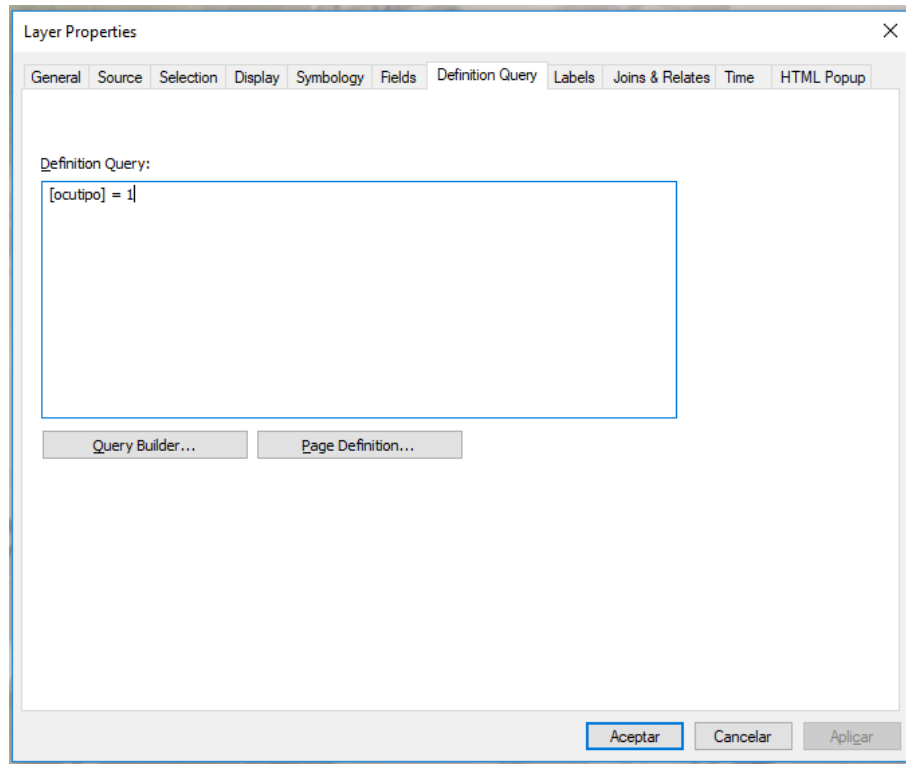 Layer Properties
General Source Selection Display Symbology Fields Definition Query Labels Joins & Relates Time HTML Popup
Definition Query:
[ocutipo] = 1
Query Builder... Page Definition...
Aceptar Cancelar Aplicar